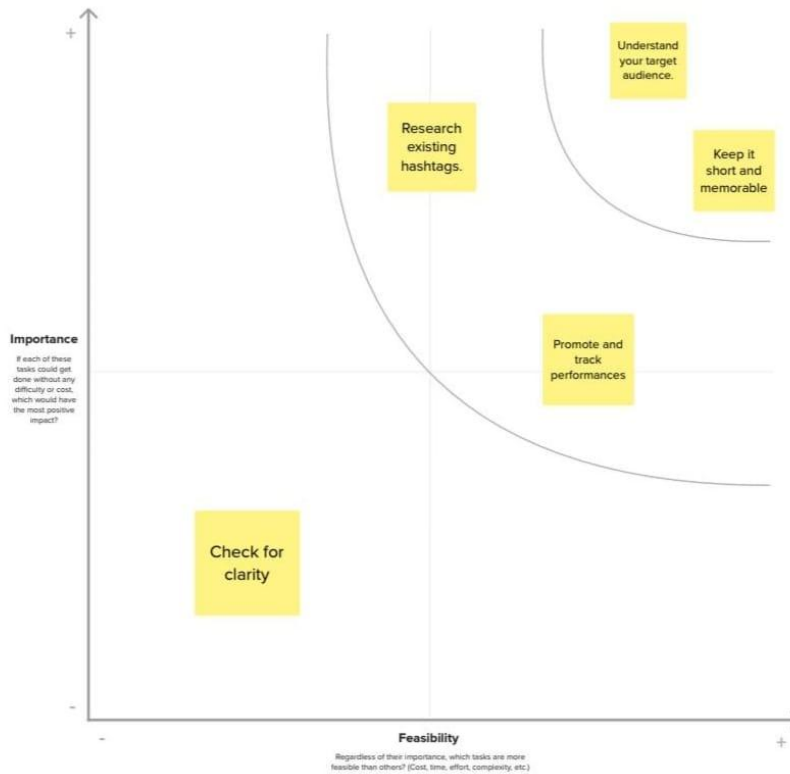 +
Understand
your target
audience.
Research
existing
hashtags.
Keep it
short and
memorable
Importance
If each of these
tasks could get
done without any
difficulty or cost,
which would have
the most positive
impact?
Promote and
track
performances
Check for
clarity
-
-
Feasibility
+
Regardless of their importance, which tasks are more
feasible than others? (Cost, time, effort, complexity, etc.)